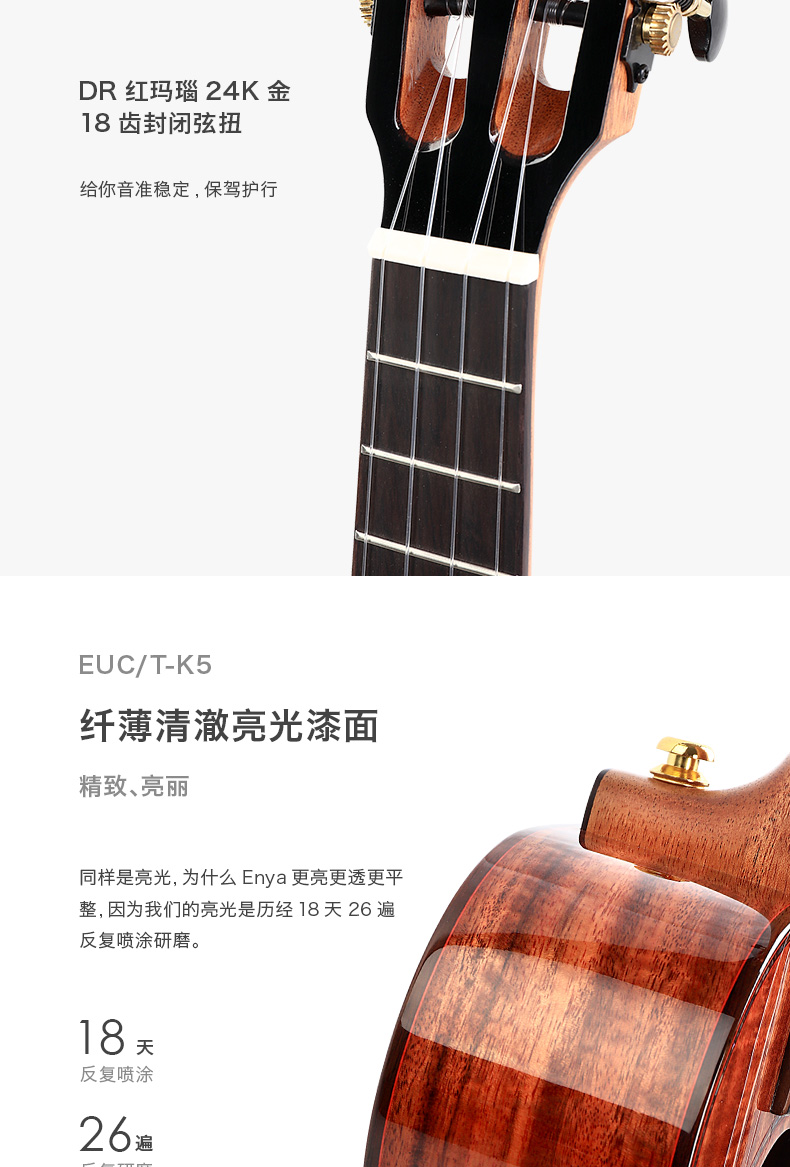 DR 红玛瑙 24K 金
18 齿封闭弦扭
给你音准稳定，保驾护行
EUC/T-K5
纤薄清澈亮光漆面
精致、亮丽
同样是亮光，为什么 Enya 更亮更透更平
整，因为我们的亮光是历经 18 天 26 遍
反复喷涂研磨。
18 天
反复喷涂
26 遍
反复研磨